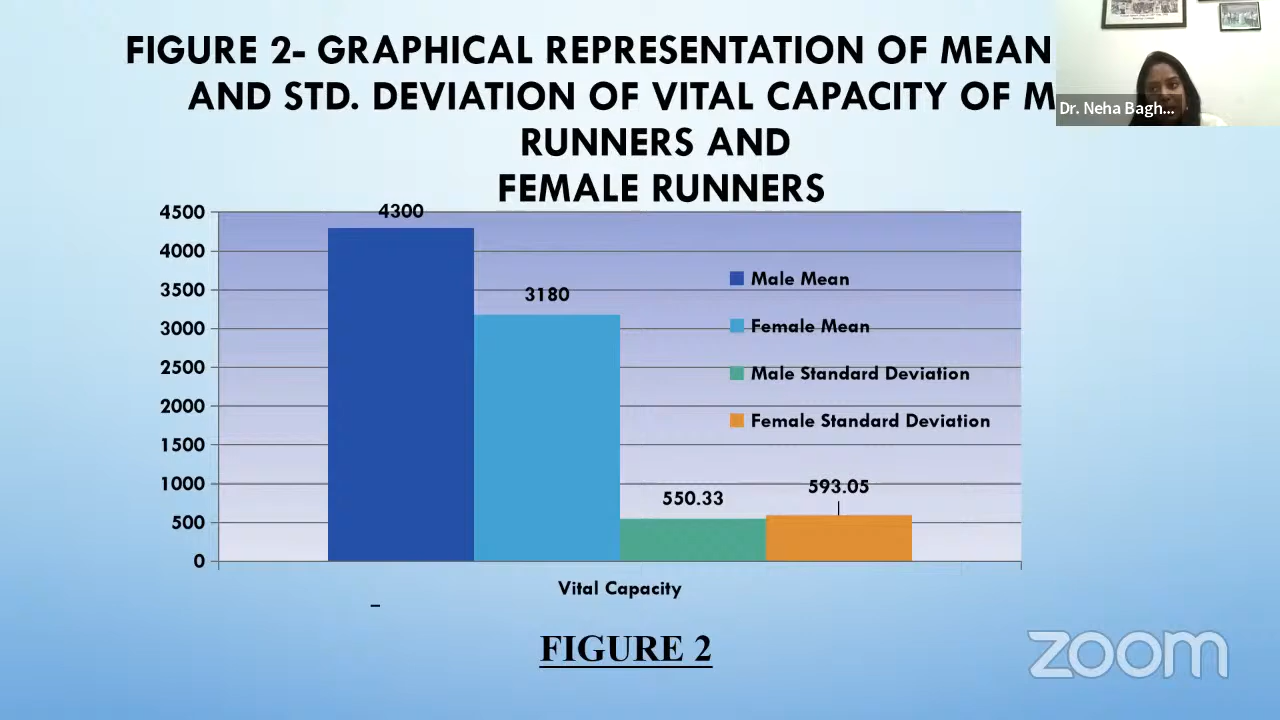 FIGURE 2- GRAPHICAL REPRESENTATION OF MEAN
AND STD. DEVIATION OF VITAL CAPACITY OF M
RUNNERS AND
FEMALE RUNNERS
Dr. Neha Bagh...
4500
4000
3500
3000
2500
2000
1500
1000
500
0
4300
3180
550.33
593.05
Male Mean
Female Mean
Male Standard Deviation
Female Standard Deviation
Vital Capacity
FIGURE 2
zoom